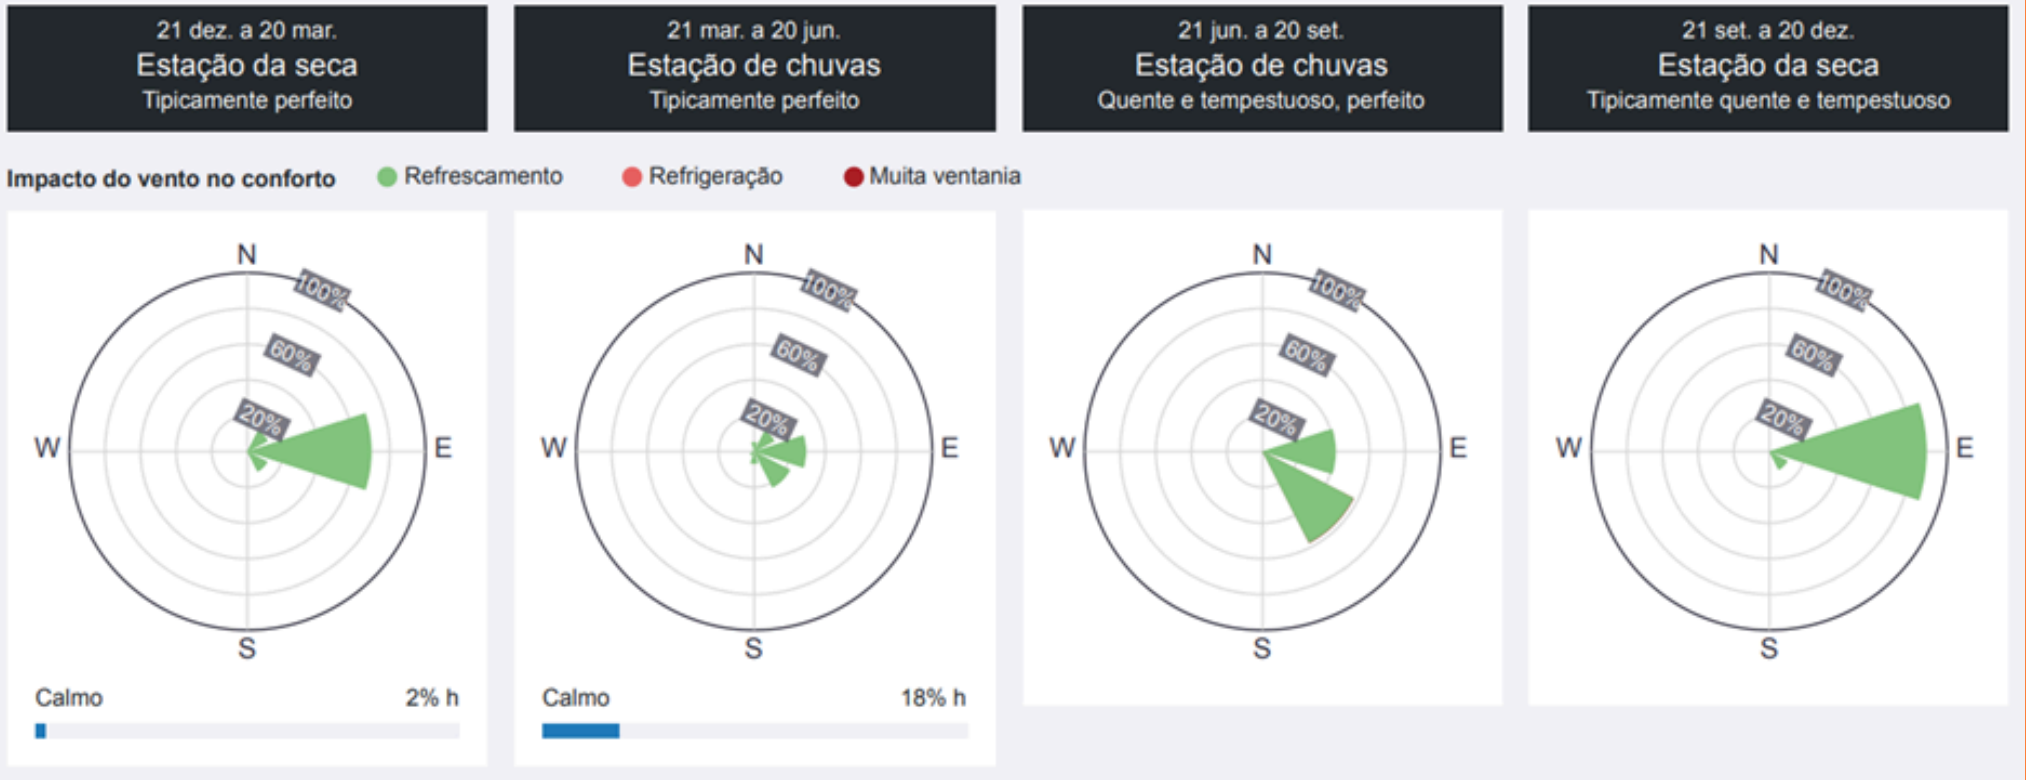 21 dez. a 20 mar.
Estação da seca
Tipicamente perfeito
21 mar. a 20 jun.
Estação de chuvas
Tipicamente perfeito
21 jun. a 20 set.
Estação de chuvas
Quente e tempestuoso, perfeito
21 set. a 20 dez.
Estação da seca
Tipicamente quente e tempestuoso
Impacto do vento no conforto
Refrescamento
Refrigeração
Muita ventania
N
100%
60%
20%
W
E
S
Calmo
2% h
N
100%
60%
20%
W
E
S
Calmo
18% h
N
100%
60%
20%
W
E
S
N
100%
60%
20%
W
E
S